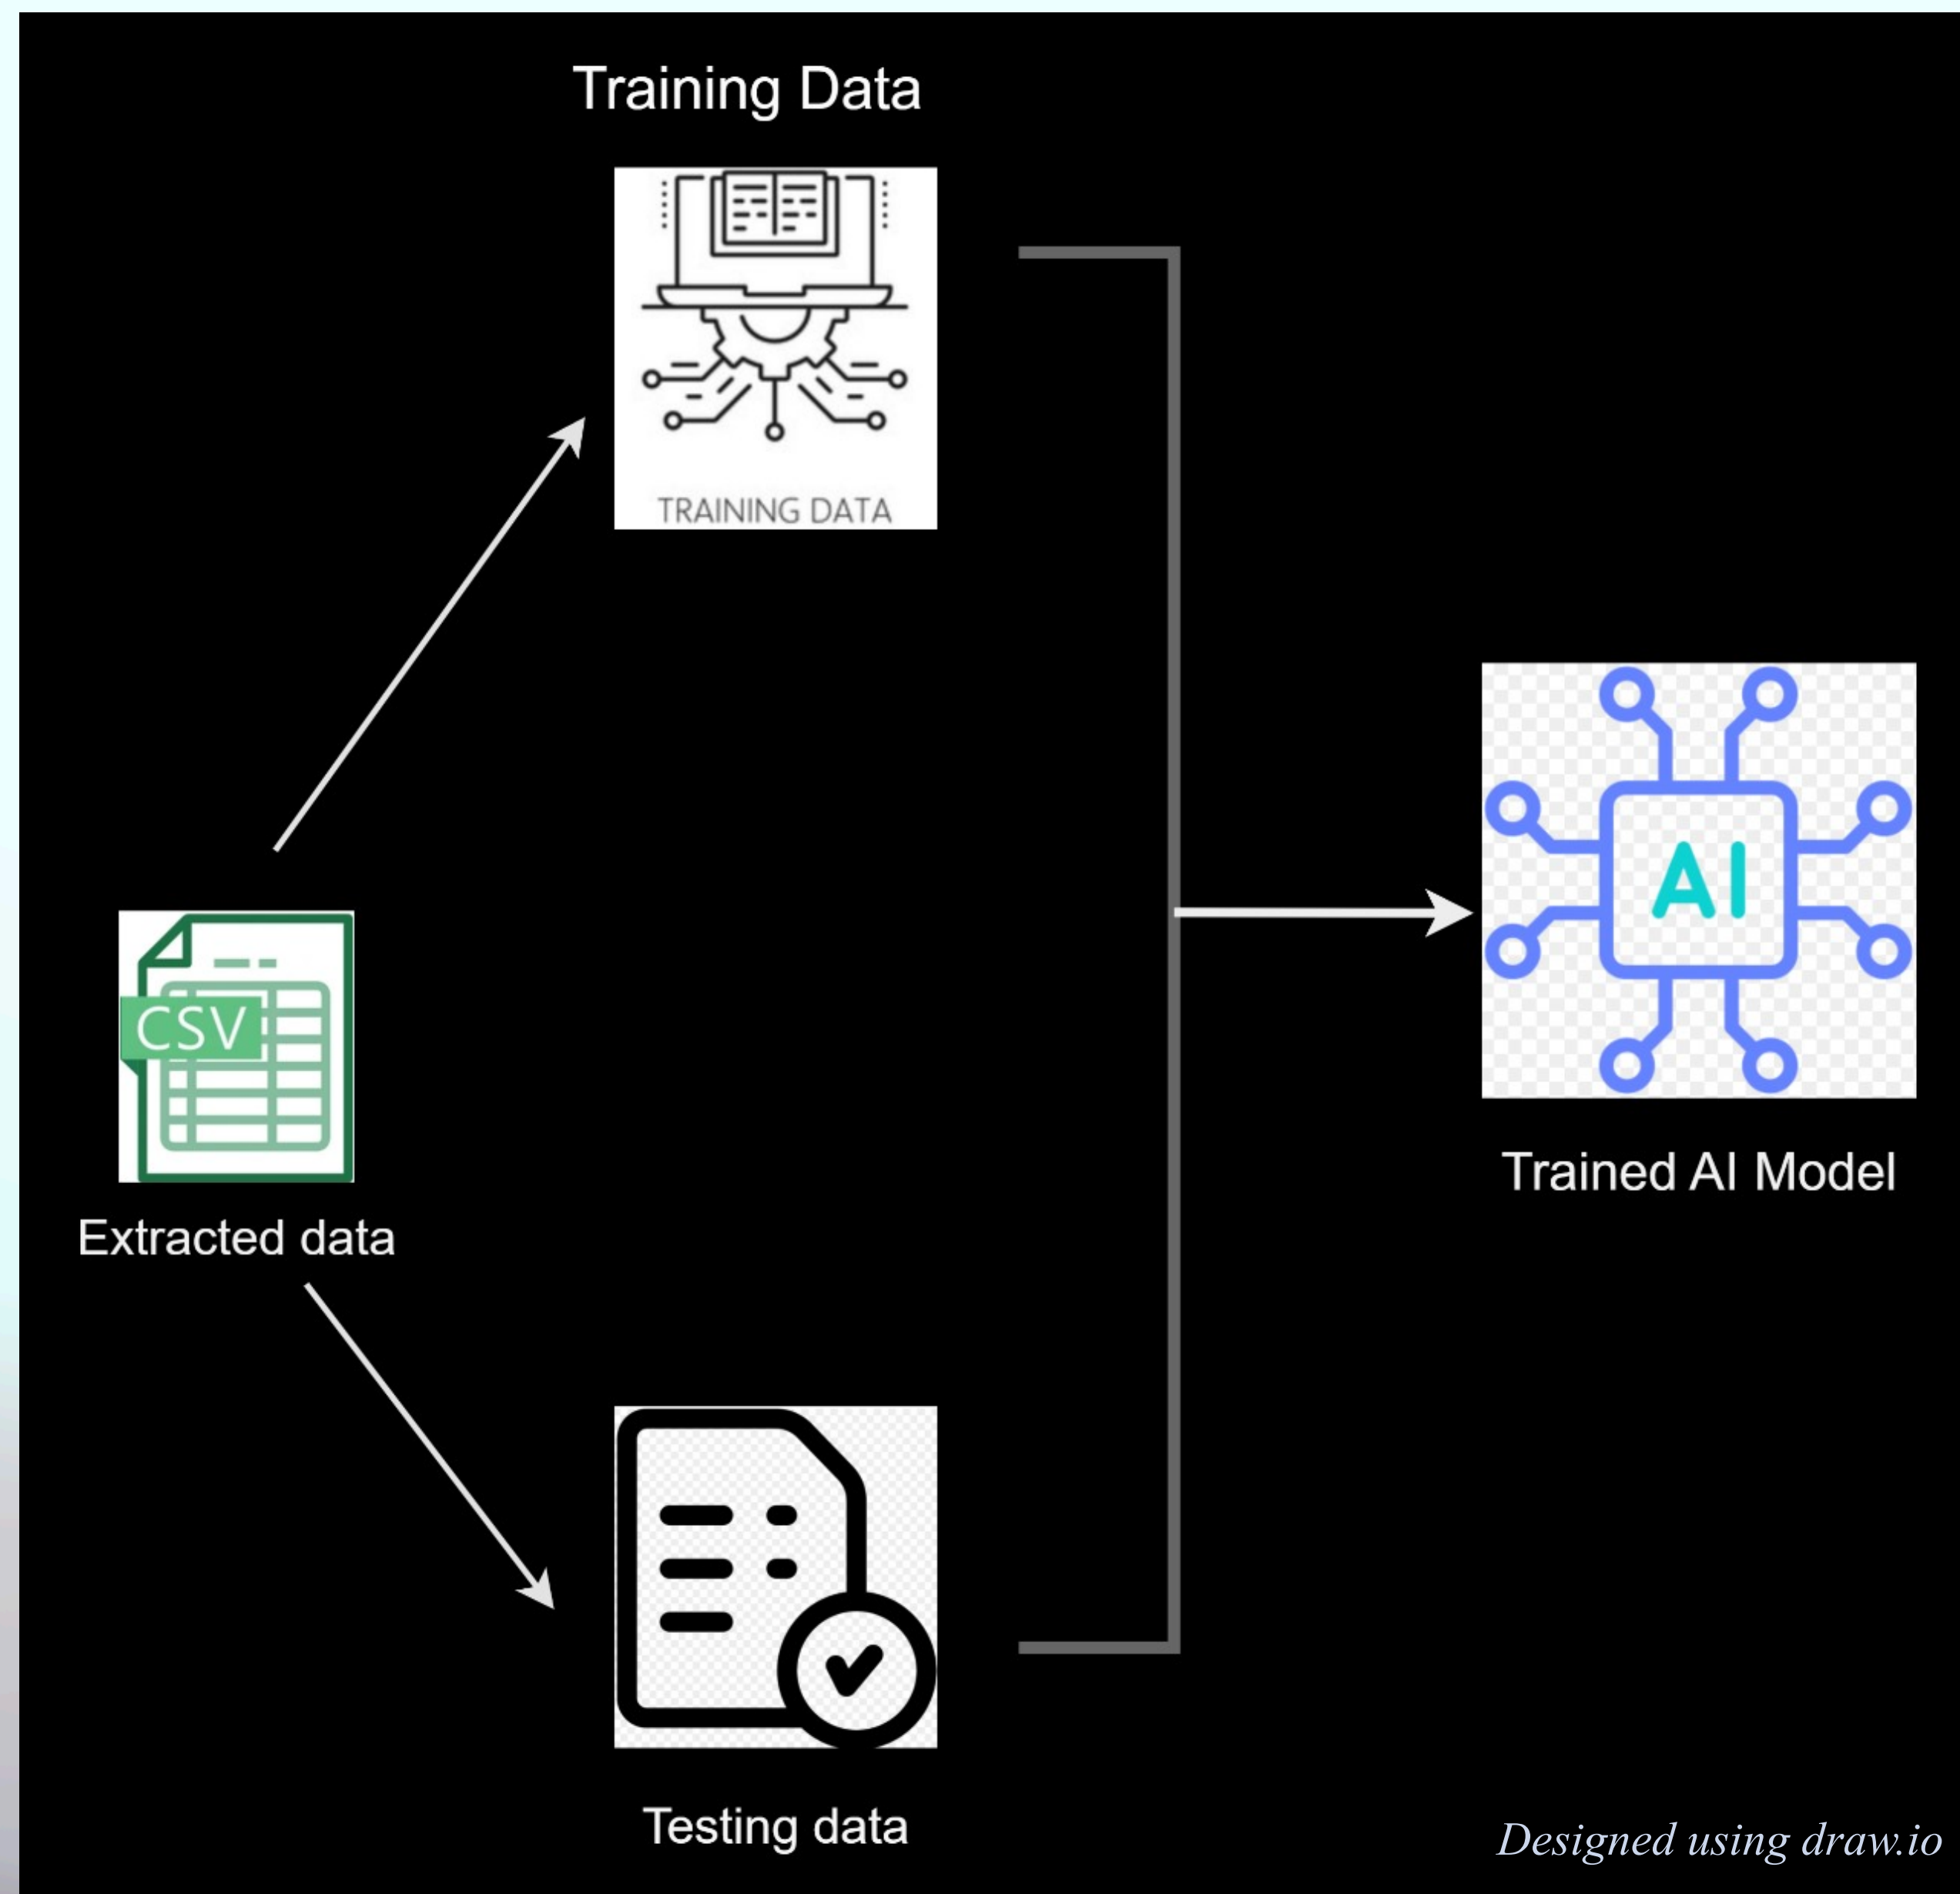 Training Data
TRAINING DATA
CSV
Extracted data
AI
Trained AI Model
Testing data
Designed using draw.io